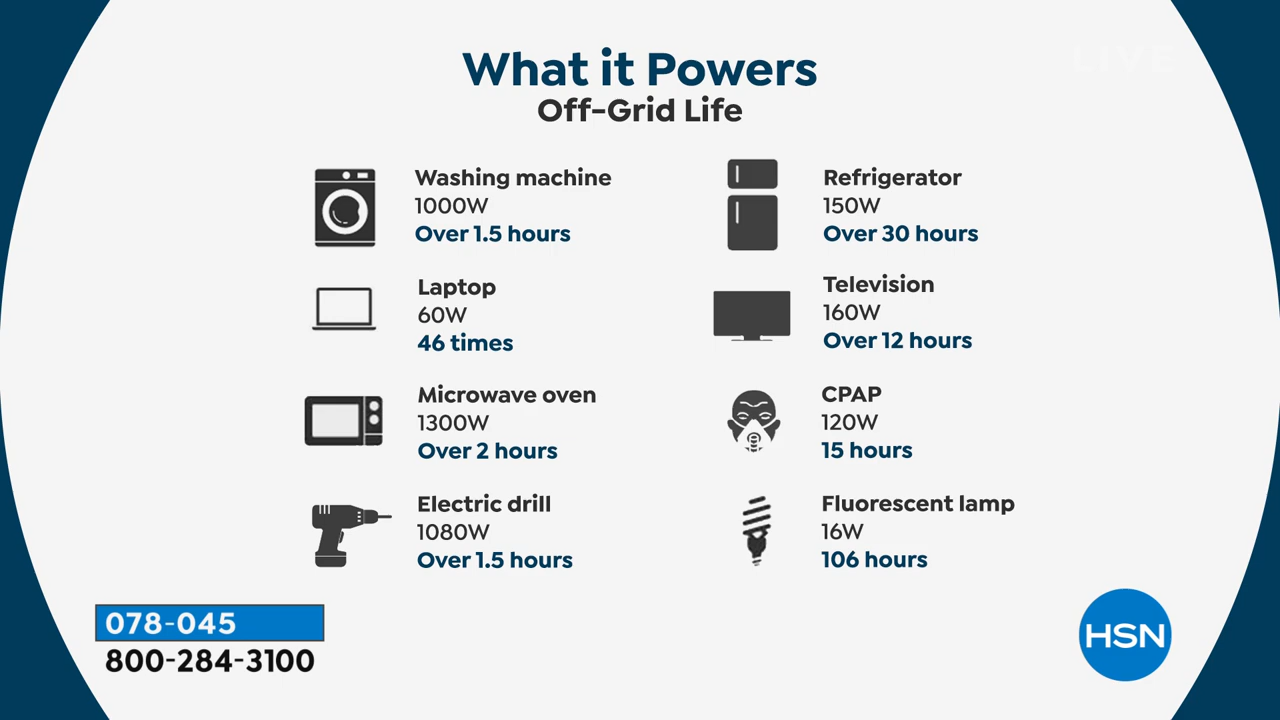 LIVE
What it Powers
Off-Grid Life
Washing machine
1000W
Over 1.5 hours
Refrigerator
150W
Over 30 hours
Laptop
60W
46 times
Television
160W
Over 12 hours
Microwave oven
1300W
Over 2 hours
CPAP
120W
15 hours
Electric drill
1080W
Over 1.5 hours
Fluorescent lamp
16W
106 hours
078-045
800-284-3100
HSN